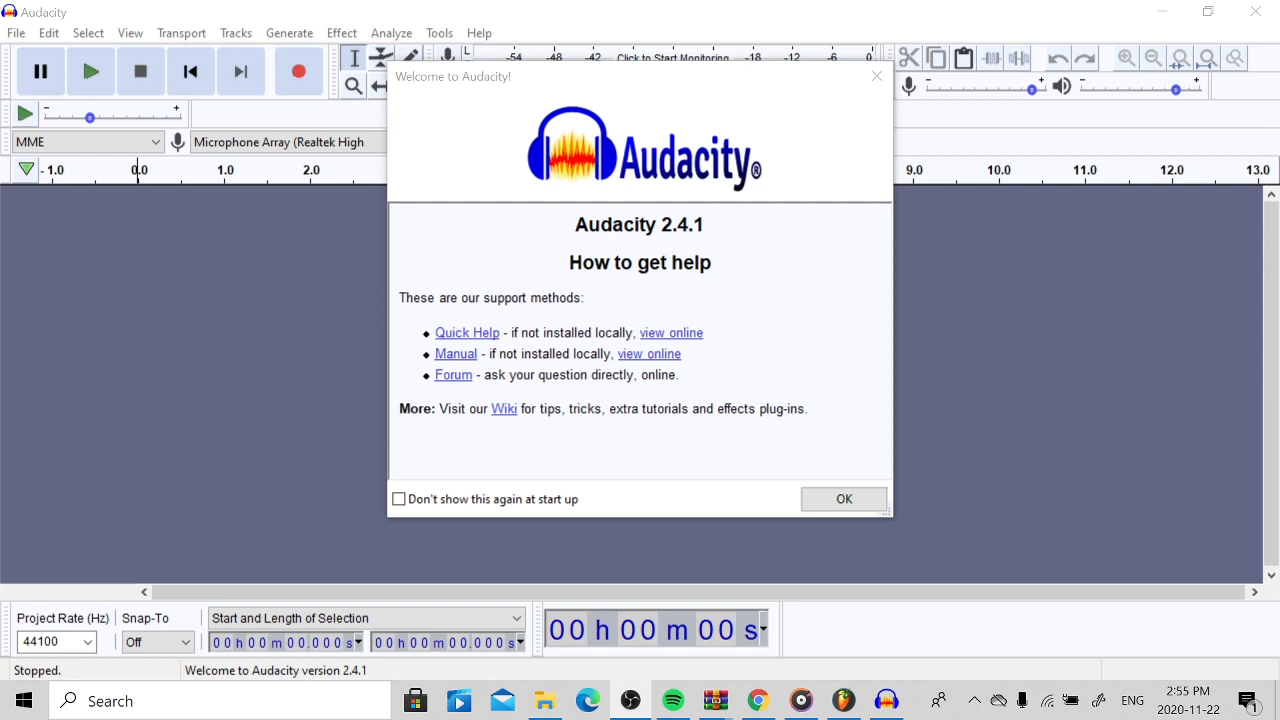 Audacity
File Edit Select View Transport Tracks Generate Effect Analyze Tools Help
L -54 -48 -42 Click to Start Monitoring -18 -12 -6 0
Welcome to Audacity!
- +
- +
- +
MME
Microphone Array (Realtek High
- 1.0 0.0 1.0 2.0 9.0 10.0 11.0 12.0 13.0
Audacity®
Audacity 2.4.1
How to get help
These are our support methods:
Quick Help - if not installed locally, view online
Manual - if not installed locally, view online
Forum - ask your question directly, online.
More: Visit our Wiki for tips, tricks, extra tutorials and effects plug-ins.
Don't show this again at start up
OK
Project Rate (Hz) Snap-To Start and Length of Selection
44100 Off 00 h 00 m 00.000 s 00 h 00 m 00.000 s
00 h 00 m 00 s
Stopped. Welcome to Audacity version 2.4.1
Search
ENG
2:55 PM
2020-11-22
1